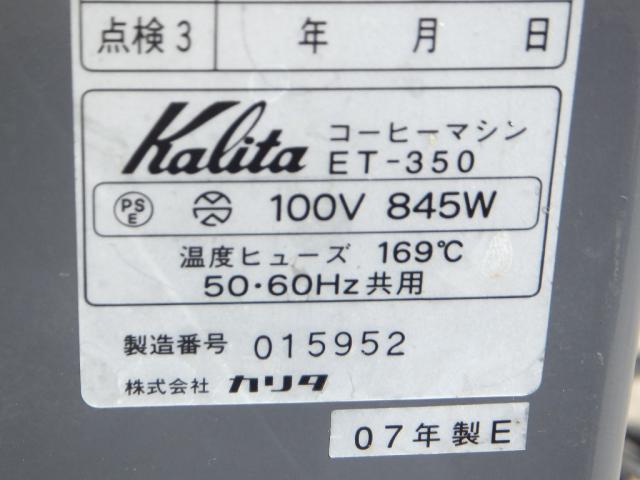 点検3 年 月 日
Kalita コーヒーマシン
ET-350
PS E 100V 845W
温度ヒューズ 169℃
50・60Hz共用
製造番号 015952
株式会社 カリタ
07年製E